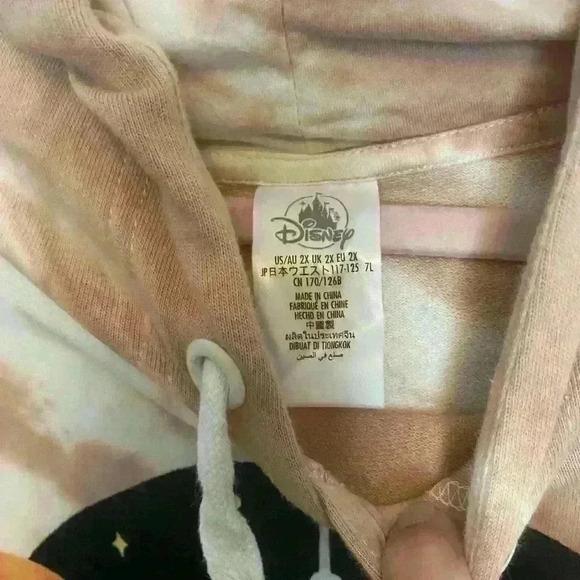 Disney
US/AU 2X UK 2X EU 2X
JP日本ウエスト117-125 7L
CN 170/126B
MADE IN CHINA
FABRIQUÉ EN CHINE
HECHO EN CHINA
中國製
ผลิตในประเทศจีน
DIBUAT DI TIONGKOK
صنع في الصين